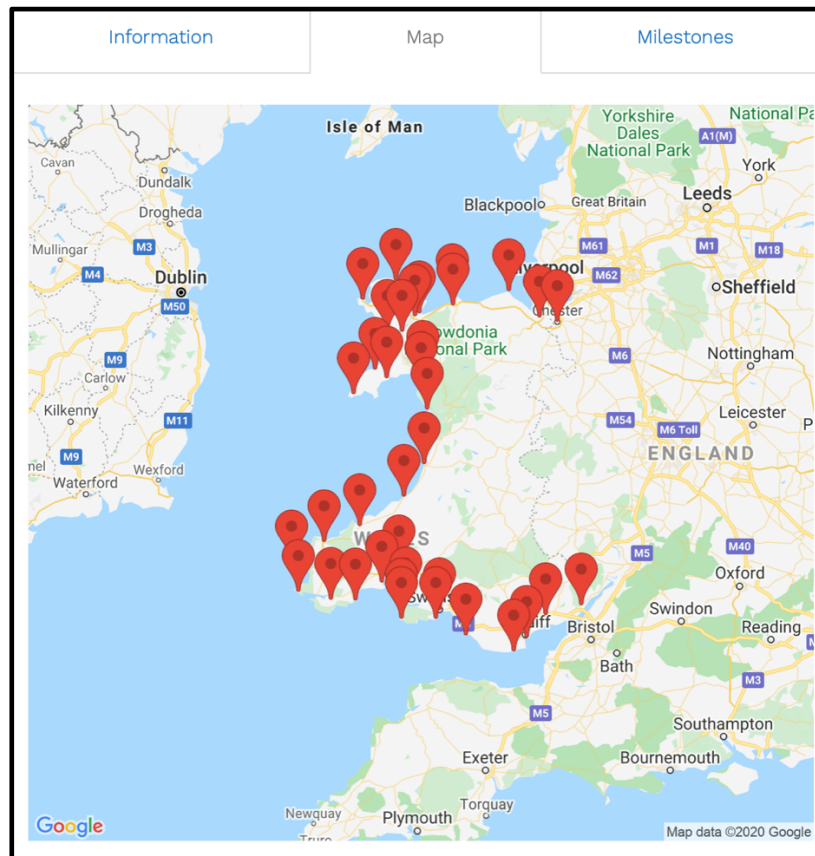 Information
Map
Milestones
Isle of Man
Yorkshire
Dales
National Park
National Pa
A1(M)
York
Cavan
Dundalk
Blackpool
Great Britain
Leeds
Drogheda
M3
M61
M1
M18
Mullingar
M4
Dublin
M50
M62
Sheffield
Chester
M9
Carlow
Kilkenny
M11
M6
Nottingham
M9
Waterford
Wexford
M54
M6 Toll
Leicester
ENGLAND
M5
M40
Oxford
Swindon
Bristol
Bath
Reading
M3
M5
Southampton
Exeter
Bournemouth
Newquay
Torquay
Plymouth
Google
Map data ©2020 Google